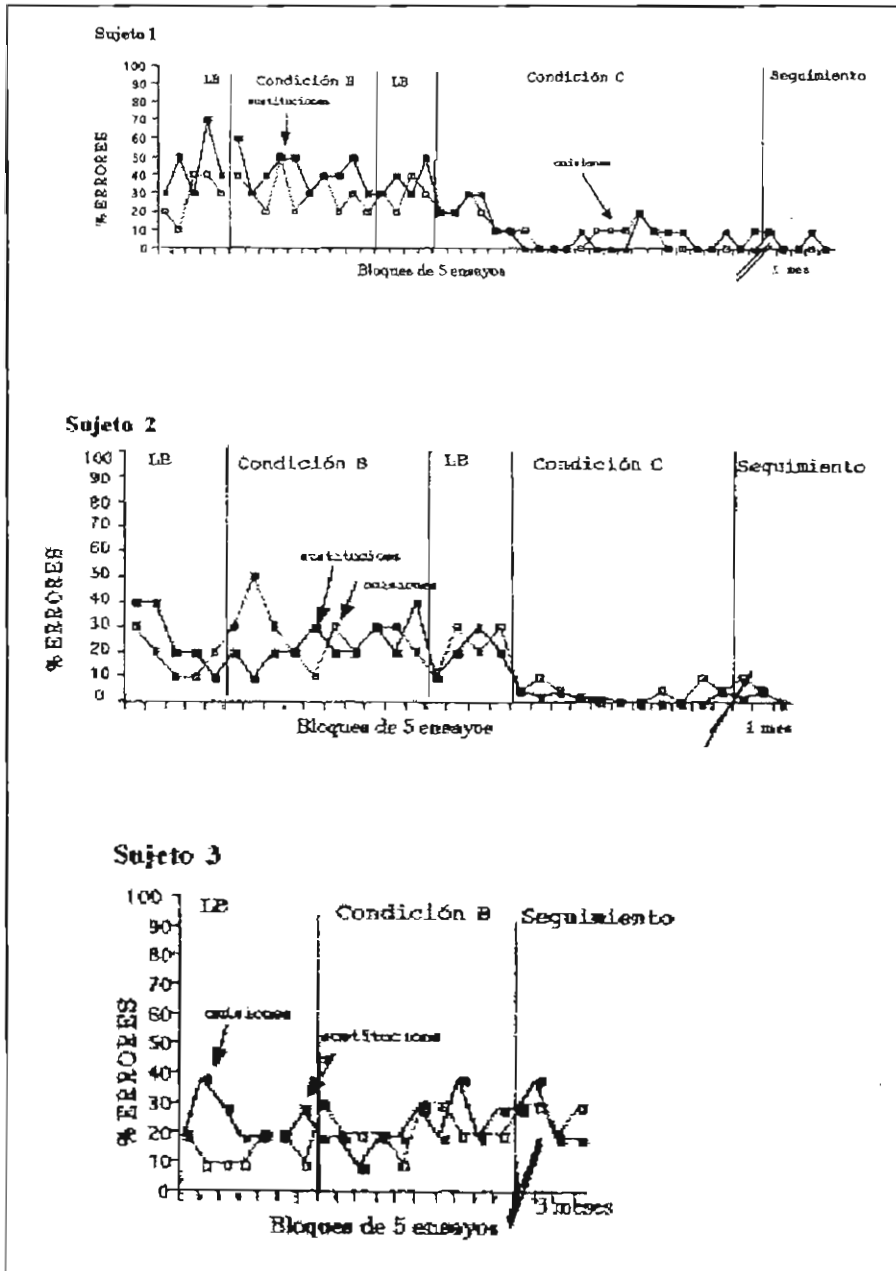 Sujeto 1
LB Condición B LB Condición C Seguimiento
sustituciones
omisiones
% ERRORES
100
90
80
70
60
50
40
30
20
10
0
Bloques de 5 ensayos
1 mes
Sujeto 2
LB Condición B LB Condición C Seguimiento
sustituciones
omisiones
% ERRORES
100
90
80
70
60
50
40
30
20
10
0
Bloques de 5 ensayos
1 mes
Sujeto 3
LB Condición B Seguimiento
omisiones
sustituciones
% ERRORES
100
90
80
70
60
50
40
30
20
10
0
Bloques de 5 ensayos
3 meses